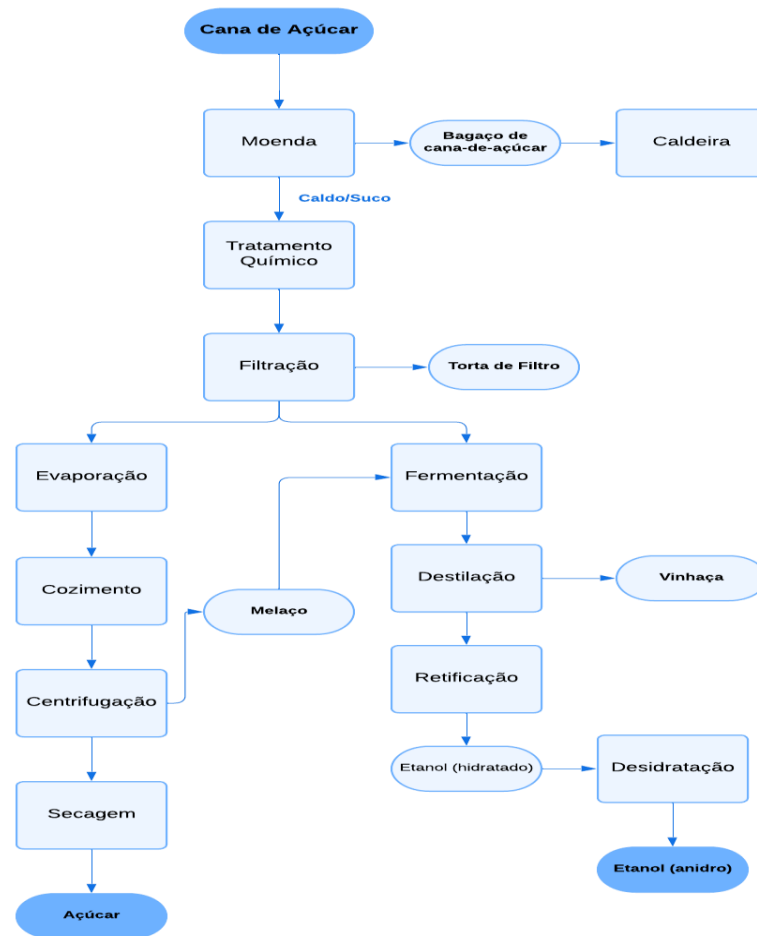 Cana de Açúcar
Moenda
Bagaço de
cana-de-açúcar
Caldeira
Caldo/Suco
Tratamento
Químico
Filtração
Torta de Filtro
Evaporação
Fermentação
Cozimento
Melaço
Destilação
Vinhaça
Centrifugação
Retificação
Etanol (hidratado)
Desidratação
Secagem
Etanol (anidro)
Açúcar